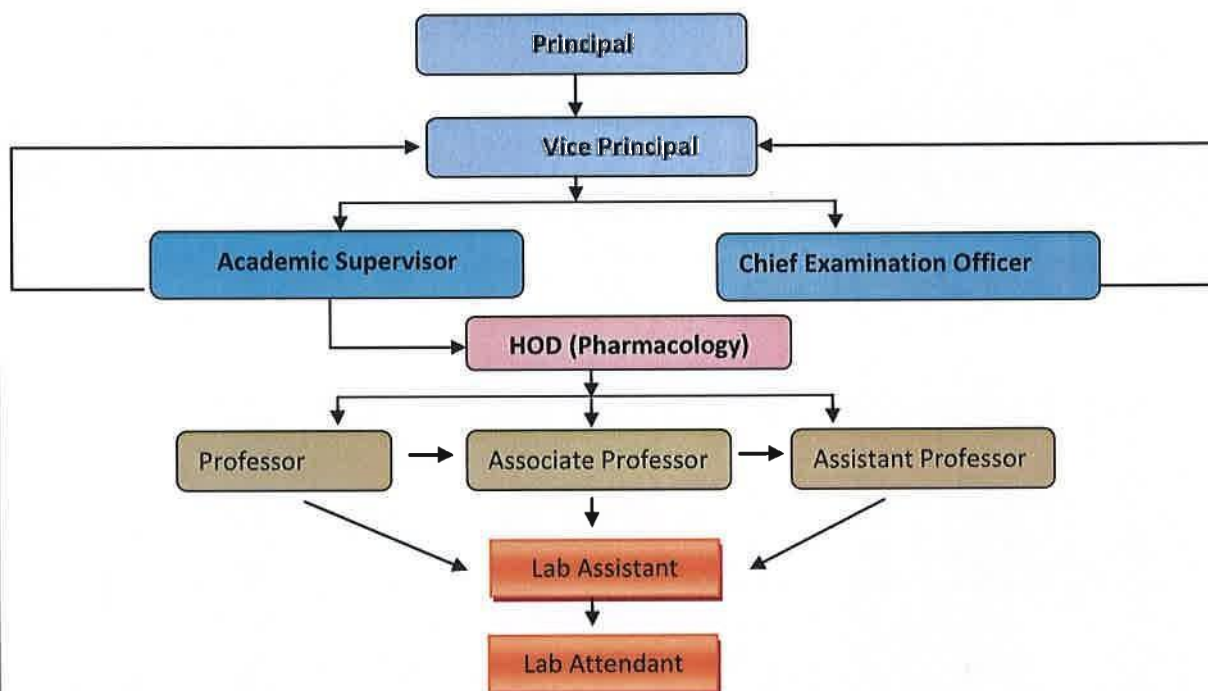 Principal
Vice Principal
Academic Supervisor
Chief Examination Officer
HOD (Pharmacology)
Professor
Associate Professor
Assistant Professor
Lab Assistant
Lab Attendant